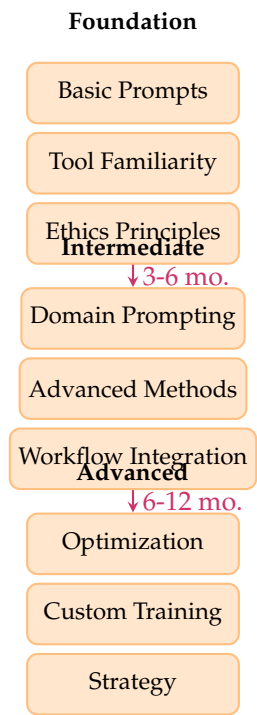 Foundation
Basic Prompts
Tool Familiarity
Ethics Principles
Intermediate
3-6 mo.
Domain Prompting
Advanced Methods
Workflow Integration
Advanced
6-12 mo.
Optimization
Custom Training
Strategy